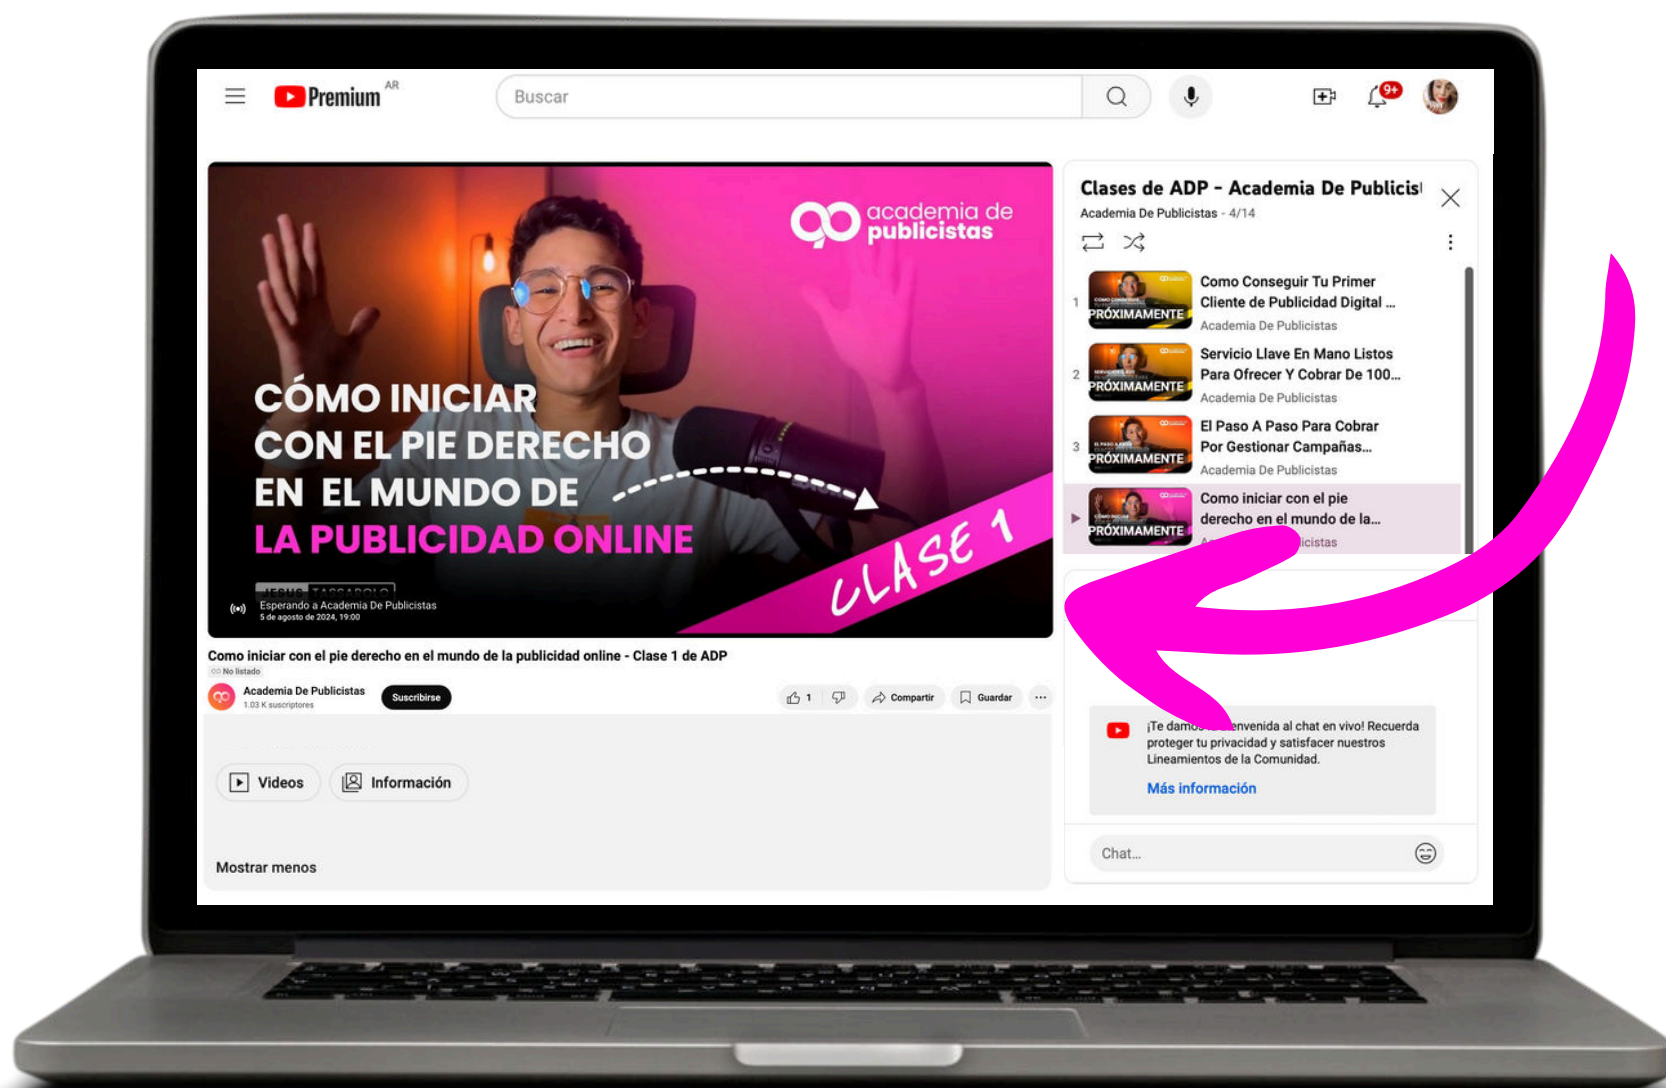 Premium AR
Buscar
9+
academia de
publicistas
CÓMO INICIAR
CON EL PIE DERECHO
EN EL MUNDO DE
LA PUBLICIDAD ONLINE
CLASE 1
JESUS
Esperando a Academia De Publicistas
5 de agosto de 2024, 19:00
Como iniciar con el pie derecho en el mundo de la publicidad online - Clase 1 de ADP
No listado
Academia De Publicistas
1.03 K suscriptores
Suscribirse
1
Compartir
Guardar
Videos
Información
Mostrar menos
Clases de ADP - Academia De Publicis
Academia De Publicistas - 4/14
1
PRÓXIMAMENTE
Como Conseguir Tu Primer
Cliente de Publicidad Digital ...
Academia De Publicistas
2
PRÓXIMAMENTE
Servicio Llave En Mano Listos
Para Ofrecer Y Cobrar De 100...
Academia De Publicistas
3
PRÓXIMAMENTE
El Paso A Paso Para Cobrar
Por Gestionar Campañas...
Academia De Publicistas
PRÓXIMAMENTE
Como iniciar con el pie
derecho en el mundo de la...
¡Te damos bienvenida al chat en vivo! Recuerda
proteger tu privacidad y satisfacer nuestros
Lineamientos de la Comunidad.
Más información
Chat...